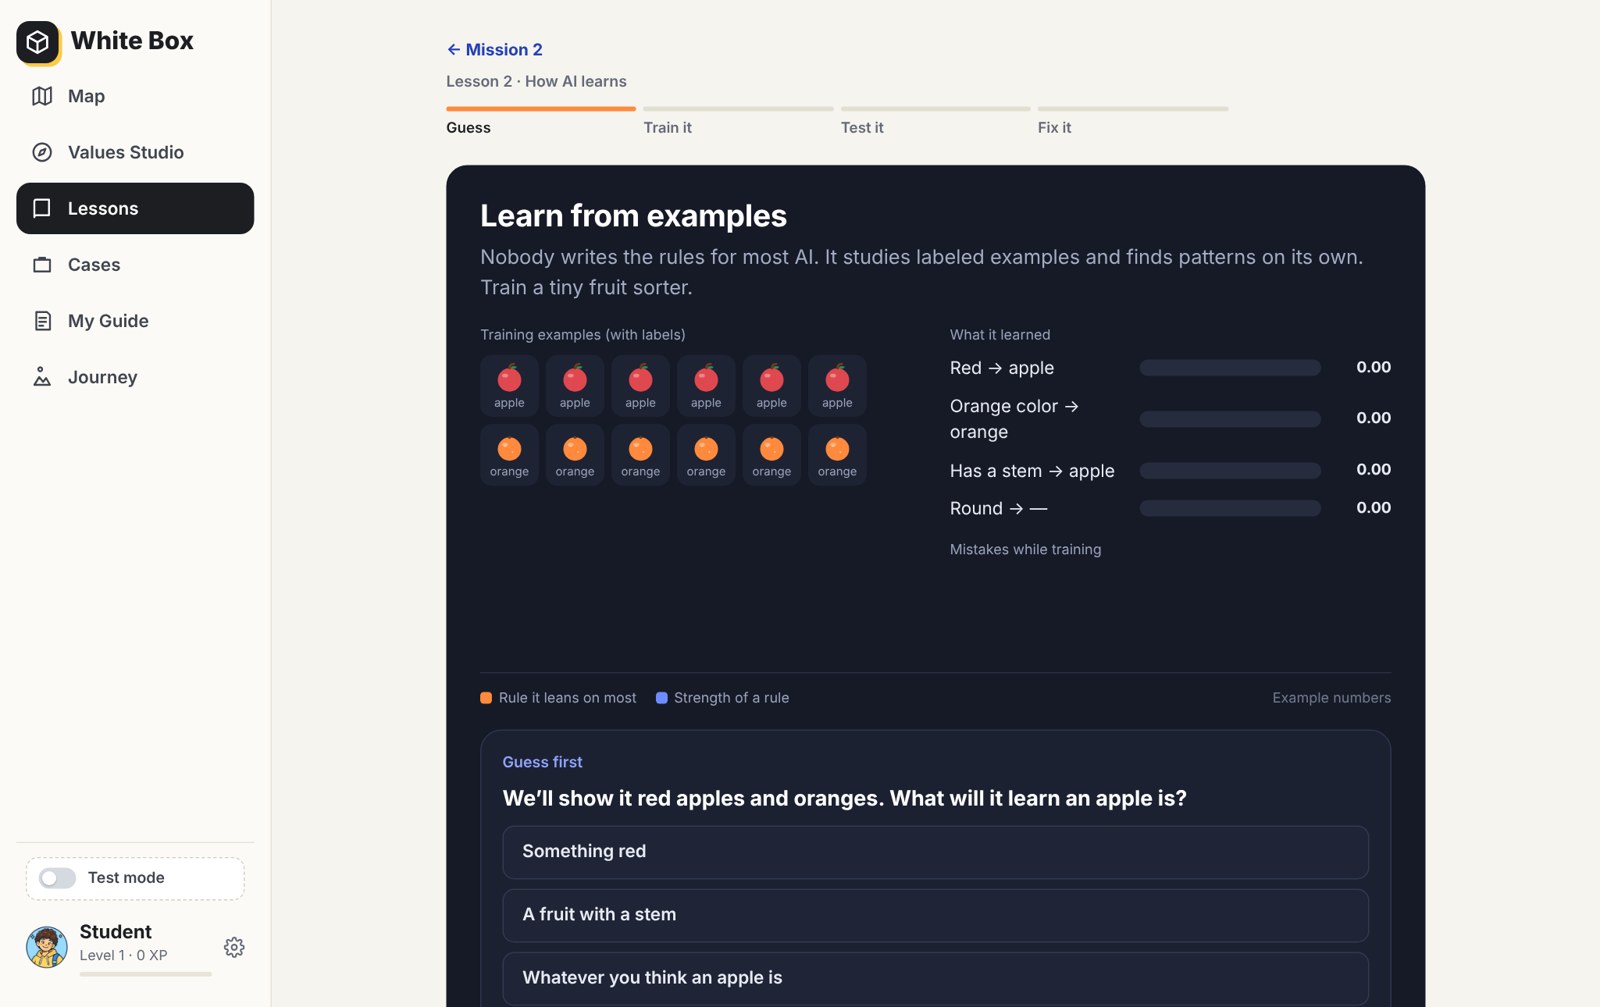 White Box
Map
Values Studio
Lessons
Cases
My Guide
Journey
Test mode
Student
Level 1 · 0 XP
← Mission 2
Lesson 2 · How AI learns
Guess
Train it
Test it
Fix it
Learn from examples
Nobody writes the rules for most AI. It studies labeled examples and finds patterns on its own.
Train a tiny fruit sorter.
Training examples (with labels)
apple apple apple apple apple apple
orange orange orange orange orange orange
What it learned
Red → apple 0.00
Orange color →
orange 0.00
Has a stem → apple 0.00
Round → — 0.00
Mistakes while training
Rule it leans on most
Strength of a rule
Example numbers
Guess first
We’ll show it red apples and oranges. What will it learn an apple is?
Something red
A fruit with a stem
Whatever you think an apple is